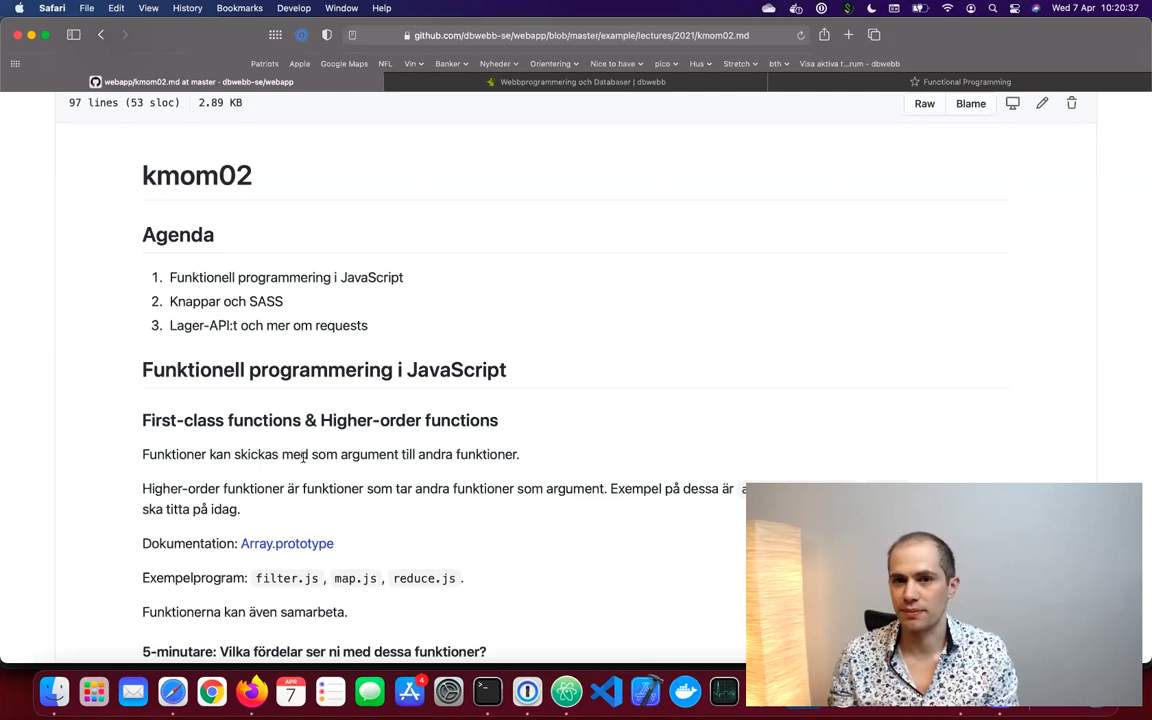 Safari File Edit View History Bookmarks Develop Window Help Wed 7 Apr 10:20:37
github.com/dbwebb-se/webapp/blob/master/example/lectures/2021/kmom02.md
Patriots Apple Google Maps NFL Vin Banker Nyheder Orientering Nice to have pico Hus Stretch bth Visa aktiva t...rum - dbwebb
webapp/kmom02.md at master · dbwebb-se/webapp Webbprogrammering och Databaser | dbwebb Functional Programming
97 lines (53 sloc) 2.89 KB Raw Blame
kmom02
Agenda
1. Funktionell programmering i JavaScript
2. Knappar och SASS
3. Lager-API:t och mer om requests
Funktionell programmering i JavaScript
First-class functions & Higher-order functions
Funktioner kan skickas med som argument till andra funktioner.
Higher-order funktioner är funktioner som tar andra funktioner som argument. Exempel på dessa är
ska titta på idag.
Dokumentation: Array.prototype
Exempelprogram: filter.js, map.js, reduce.js.
Funktionerna kan även samarbeta.
5-minutare: Vilka fördelar ser ni med dessa funktioner?
4
APR
7